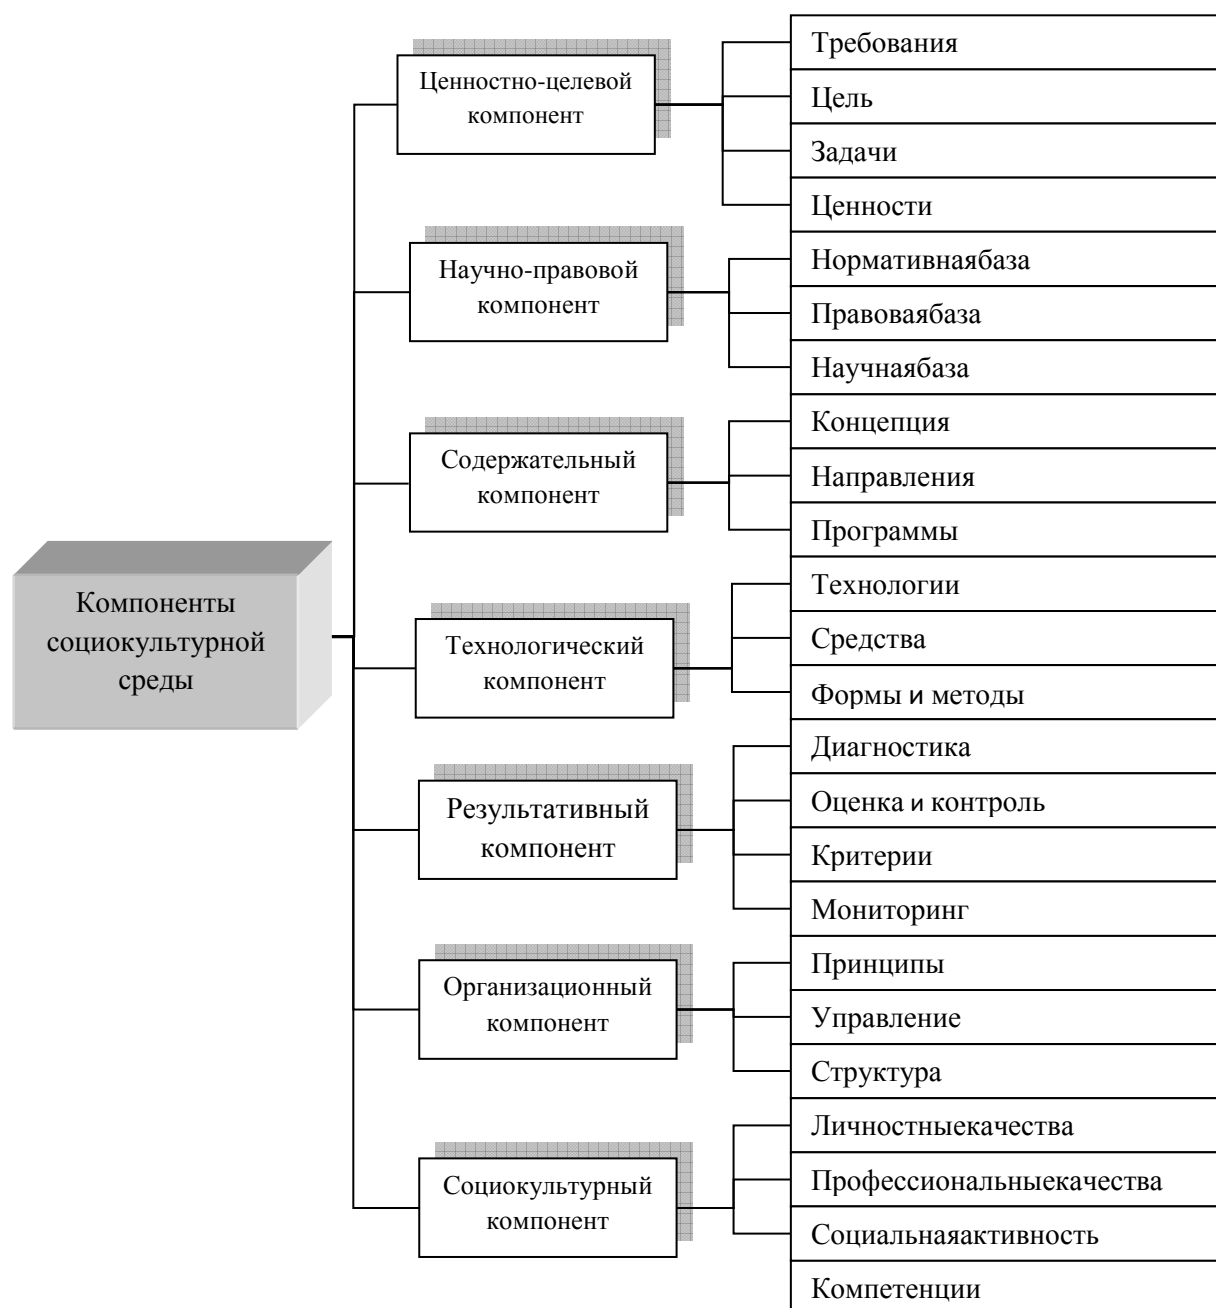 Компоненты
социокультурной
среды
Ценностно-целевой
компонент
Требования
Цель
Задачи
Ценности
Научно-правовой
компонент
Нормативнаябаза
Правоваябаза
Научнаябаза
Содержательный
компонент
Концепция
Направления
Программы
Технологический
компонент
Технологии
Средства
Формы и методы
Результативный
компонент
Диагностика
Оценка и контроль
Критерии
Мониторинг
Организационный
компонент
Принципы
Управление
Структура
Социокультурный
компонент
Личностныекачества
Профессиональныекачества
Социальнаяактивность
Компетенции